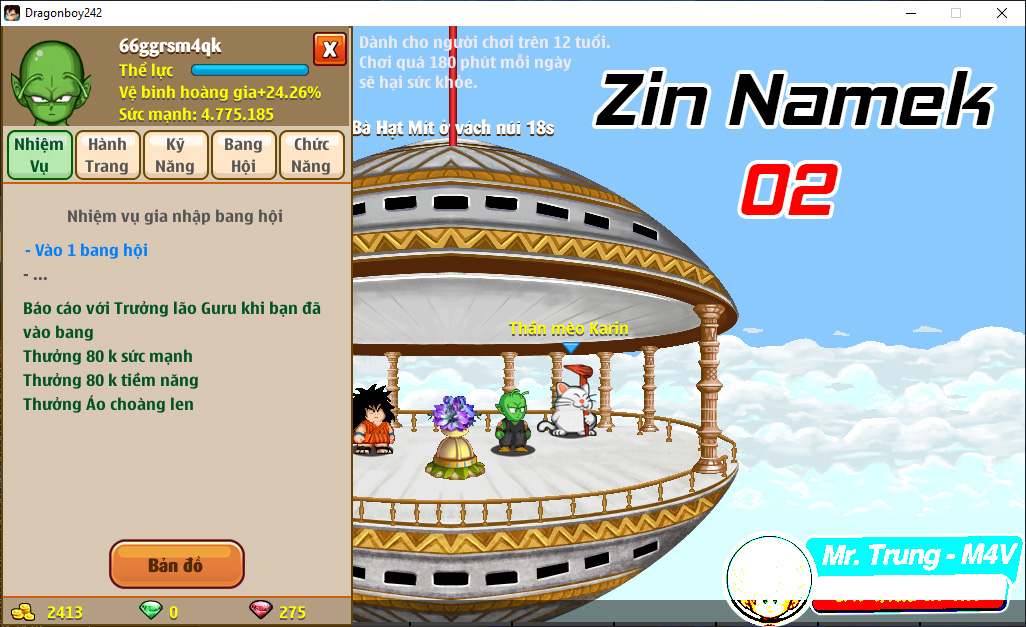 Dragonboy242
66ggrsm4qk
Thể lực
Vệ binh hoàng gia+24.26%
Sức mạnh: 4.775.185
X
Nhiệm Vụ
Hành Trang
Kỹ Năng
Bang Hội
Chức Năng
Nhiệm vụ gia nhập bang hội
- Vào 1 bang hội
- ...
Báo cáo với Trưởng lão Guru khi bạn đã
vào bang
Thưởng 80 k sức mạnh
Thưởng 80 k tiềm năng
Thưởng Áo choàng len
Bản đồ
2413
0
275
Dành cho người chơi trên 12 tuổi.
Chơi quá 180 phút mỗi ngày
sẽ hại sức khỏe.
Bà Hạt Mít ở vách núi 18s
Zin Namek
02
Thần mèo Karin
Mr. Trung - M4V